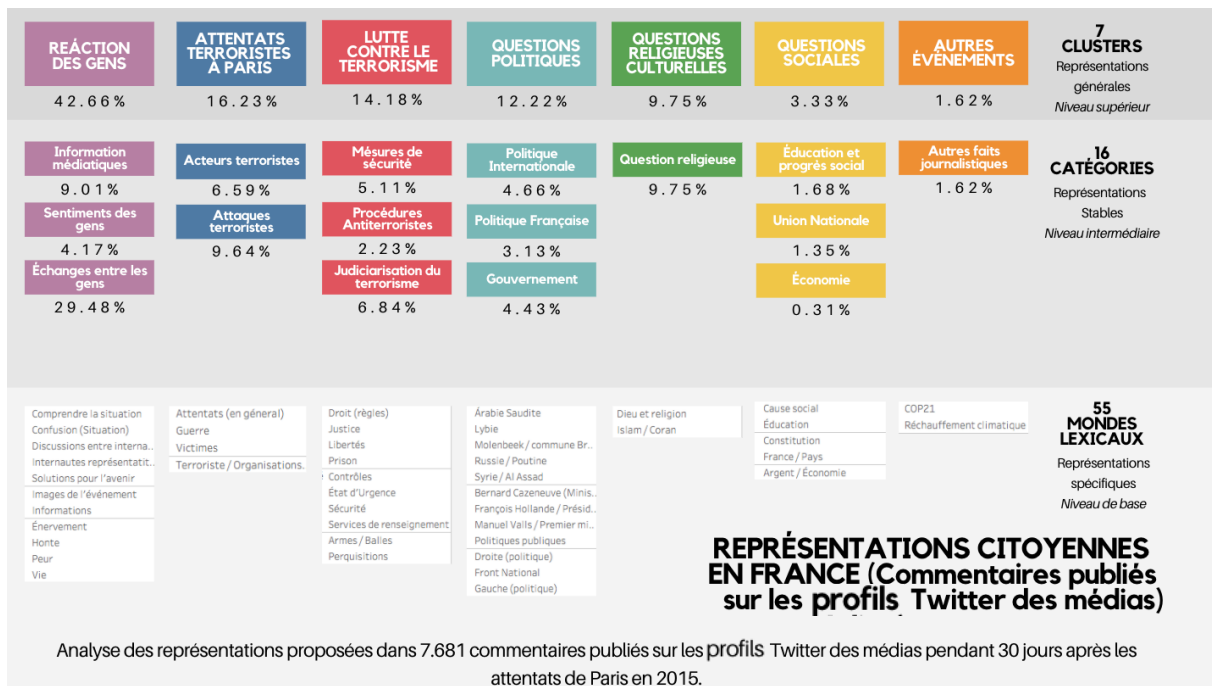 REÁCTION
DES GENS
ATTENTATS
TERRORISTES
À PARIS
LUTTE
CONTRE LE
TERRORISME
QUESTIONS
POLITIQUES
QUESTIONS
RELIGIEUSES
CULTURELLES
QUESTIONS
SOCIALES
AUTRES
ÉVÉNEMENTS
7
CLUSTERS
Représentations
générales
Niveau supérieur
42.66%
16.23%
14.18%
12.22%
9.75%
3.33%
1.62%
Information
médiatiques
9.01%
Sentiments des
gens
4.17%
Échanges entre les
gens
29.48%
Acteurs terroristes
6.59%
Attaques
terroristes
9.64%
Mésures de
sécurité
5.11%
Procédures
Antiterroristes
2.23%
Judiciarisation du
terrorisme
6.84%
Politique
Internationale
4.66%
Politique Française
3.13%
Gouvernement
4.43%
Question religieuse
9.75%
Éducation et
progrés social
1.68%
Union Nationale
1.35%
Économie
0.31%
Autres faits
journalistiques
1.62%
16
CATÉGORIES
Représentations
Stables
Niveau intermédiaire
Comprendre la situation
Confusion (Situation)
Discussions entre interna..
Internautes représentatit..
Solutions pour l'avenir
Images de l'événement
Informations
Énervement
Honte
Peur
Vie
Attentats (en géneral)
Guerre
Victimes
Terroriste / Organisations.
Droit (règles)
Justice
Libertés
Prison
Contrôles
État d'Urgence
Sécurité
Services de renseignement
Armes / Balles
Perquisitions
Árabie Saudite
Lybie
Molenbeek / commune Br..
Russie / Poutine
Syrie / Al Assad
Bernard Cazeneuve (Minis..
François Hollande / Présid..
Manuel Valls / Premier mi..
Politiques publiques
Droite (politique)
Front National
Gauche (politique)
Dieu et religion
Islam / Coran
Cause social
Éducation
Constitution
France / Pays
Argent / Économie
COP21
Réchauffement climatique
55
MONDES
LEXICAUX
Représentations
spécifiques
Niveau de base
REPRÉSENTATIONS CITOYENNES
EN FRANCE (Commentaires publiés
sur les profils Twitter des médias)
Analyse des représentations proposées dans 7.681 commentaires publiés sur les profils Twitter des médias pendant 30 jours après les
attentats de Paris en 2015.